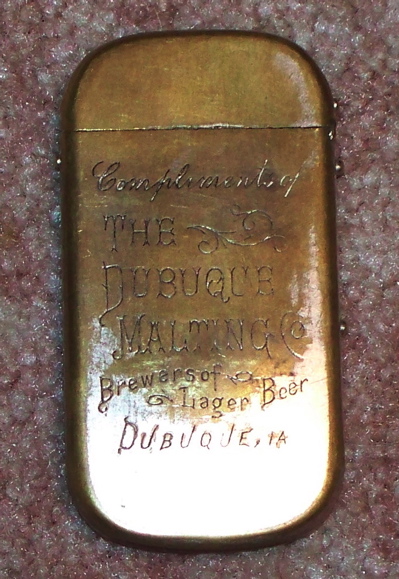 Compliments of
THE
DUBUQUE
MALTING Co
Brewers of
Lager Beer
DUBUQUE, IA